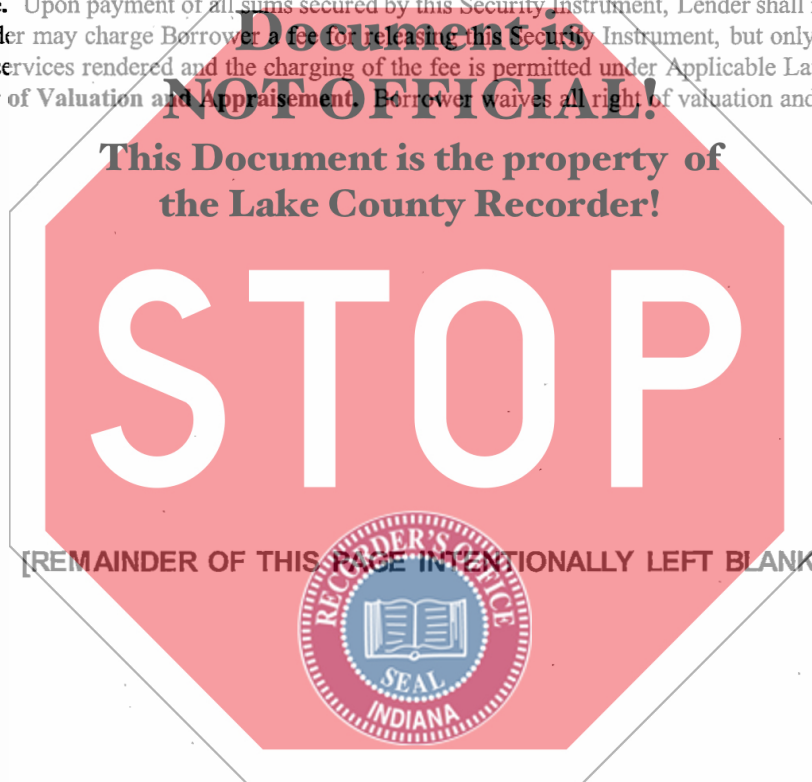 e. Upon payment of all sums secured by this Security Instrument, Lender shall
der may charge Borrower a fee for releasing this Security Instrument, but only
ervices rendered and the charging of the fee is permitted under Applicable La
of Valuation and Appraisement. Borrower waives all right of valuation and
Document is
NOT OFFICIAL!
This Document is the property of
the Lake County Recorder!
STOP
[REMAINDER OF THIS PAGE INTENTIONALLY LEFT BLANK
RECORDER'S OFFICE
SEAL
INDIANA